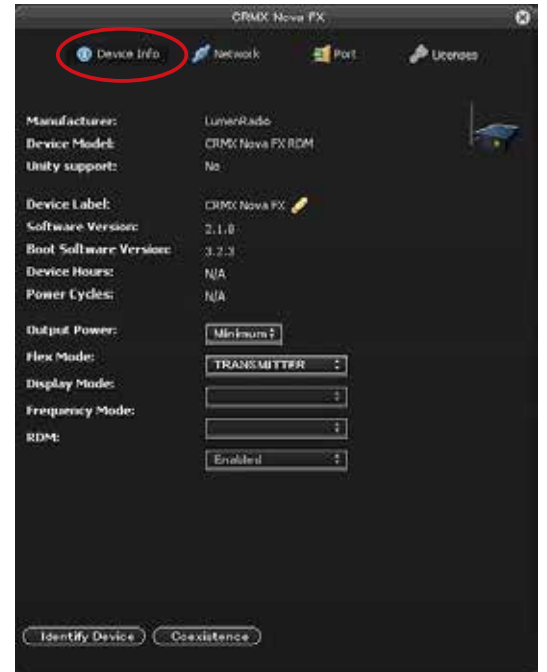 CRMX Nova FX
Device Info Network Port Licenses
Manufacturer: LumenRadio
Device Model: CRMX Nova FX RDM
Unity support: No
Device Label: CRMX Nova FX
Software Version: 2.1.0
Boot Software Version: 3.2.3
Device Hours: N/A
Power Cycles: N/A
Output Power: Minimum
Flex Mode: TRANSMITTER
Display Mode:
Frequency Mode:
RDM: Enabled
Identify Device Coexistence